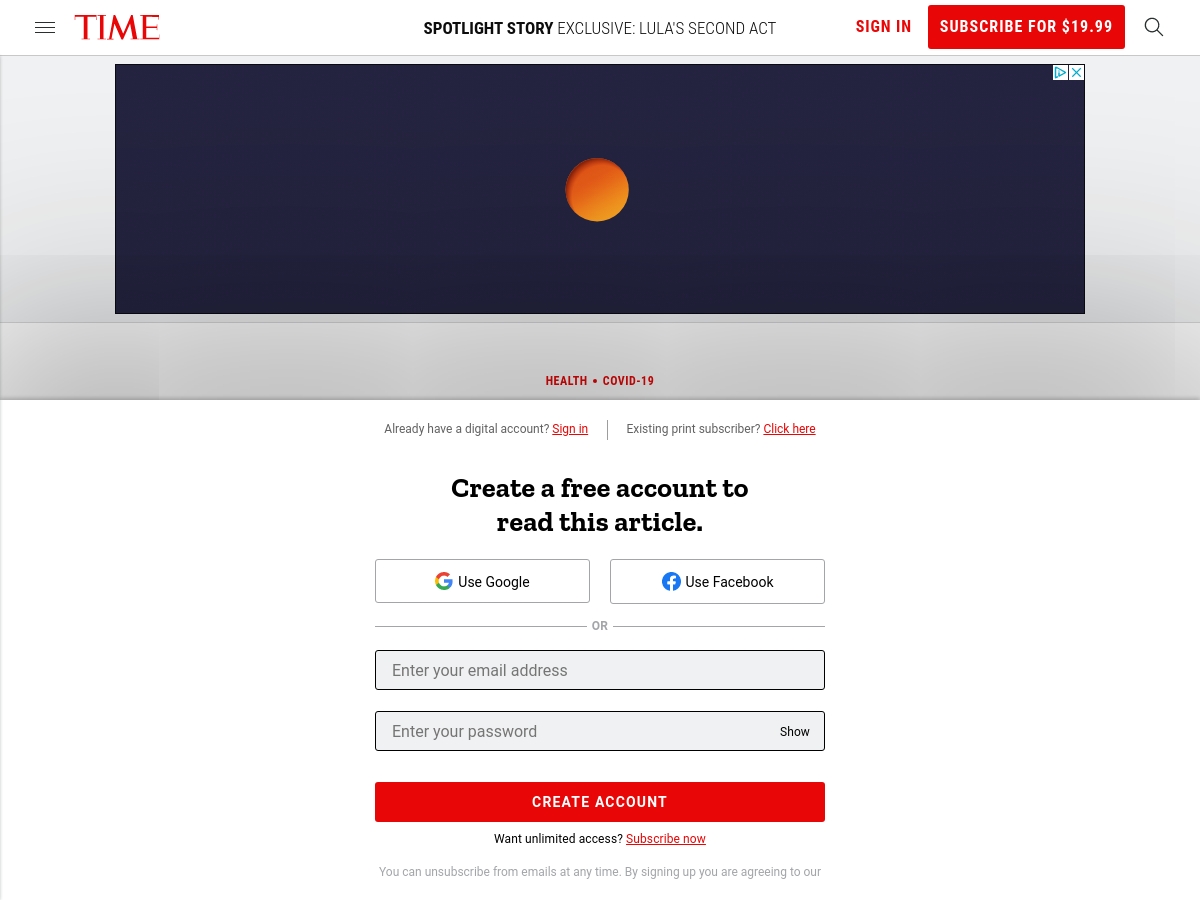 TIME
SPOTLIGHT STORY EXCLUSIVE: LULA'S SECOND ACT
SIGN IN
SUBSCRIBE FOR $19.99
HEALTH • COVID-19
Already have a digital account? Sign in
Existing print subscriber? Click here
Create a free account to
read this article.
Use Google
Use Facebook
OR
Enter your email address
Enter your password
Show
CREATE ACCOUNT
Want unlimited access? Subscribe now
You can unsubscribe from emails at any time. By signing up you are agreeing to our